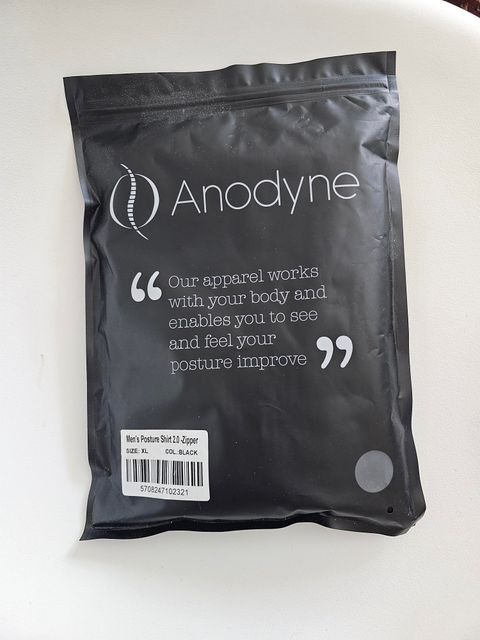 Anodyne
“ Our apparel works
with your body and
enables you to see
and feel your
posture improve ”
Men's Posture Shirt 2.0 -Zipper
SIZE: XL COL.:BLACK
5708247102321